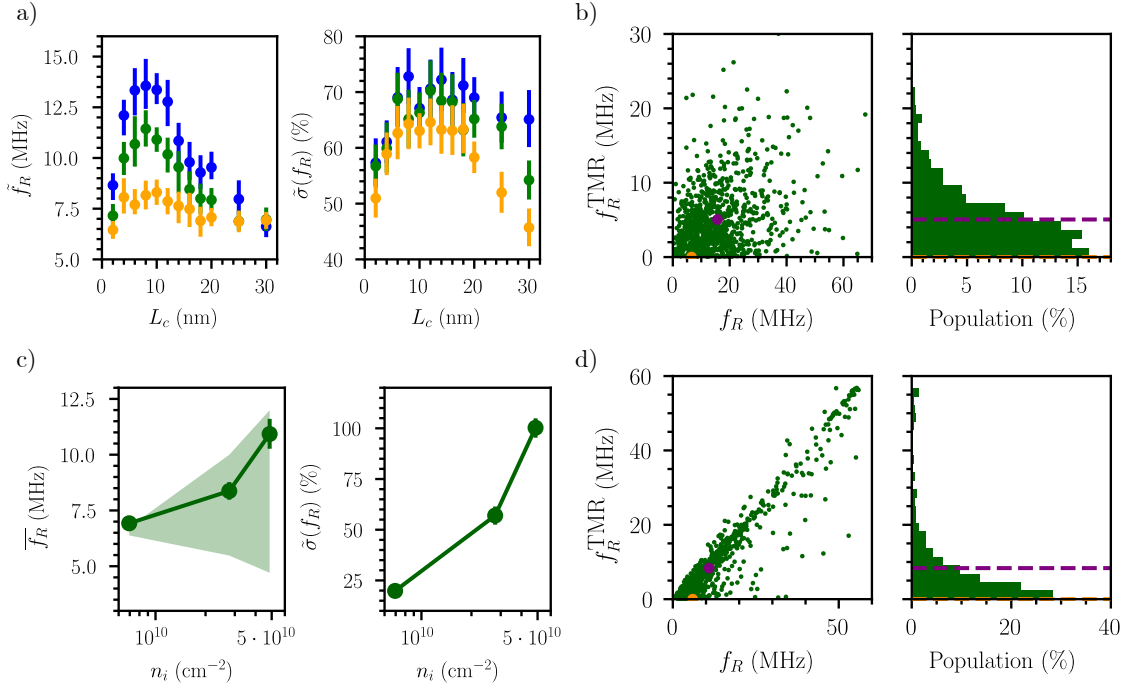 a)
15.0
12.5
10.0
7.5
5.0
f̃_R (MHz)
0 10 20 30
L_c (nm)
80
70
60
50
40
σ̃(f_R) (%)
0 10 20 30
L_c (nm)
b)
30
20
10
0
f_R^TMR (MHz)
0 20 40 60
f_R (MHz)
0 5 10 15
Population (%)
c)
12.5
10.0
7.5
5.0
f̅_R (MHz)
10^10 5 · 10^10
n_i (cm^−2)
100
75
50
25
σ̃(f_R) (%)
10^10 5 · 10^10
n_i (cm^−2)
d)
60
40
20
0
f_R^TMR (MHz)
0 50
f_R (MHz)
0 20 40
Population (%)